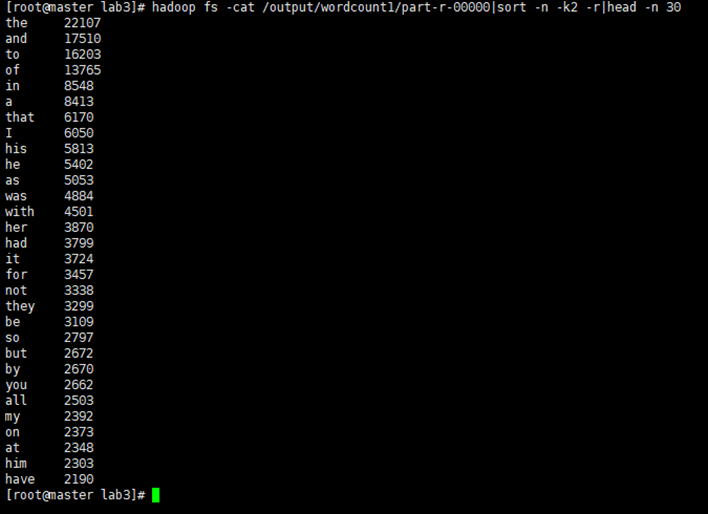 [root@master lab3]# hadoop fs -cat /output/wordcount1/part-r-00000|sort -n -k2 -r|head -n 30
the 22107
and 17510
to 16203
of 13765
in 8548
a 8413
that 6170
I 6050
his 5813
he 5402
as 5053
was 4884
with 4501
her 3870
had 3799
it 3724
for 3457
not 3338
they 3299
be 3109
so 2797
but 2672
by 2670
you 2662
all 2503
my 2392
on 2373
at 2348
him 2303
have 2190
[root@master lab3]#